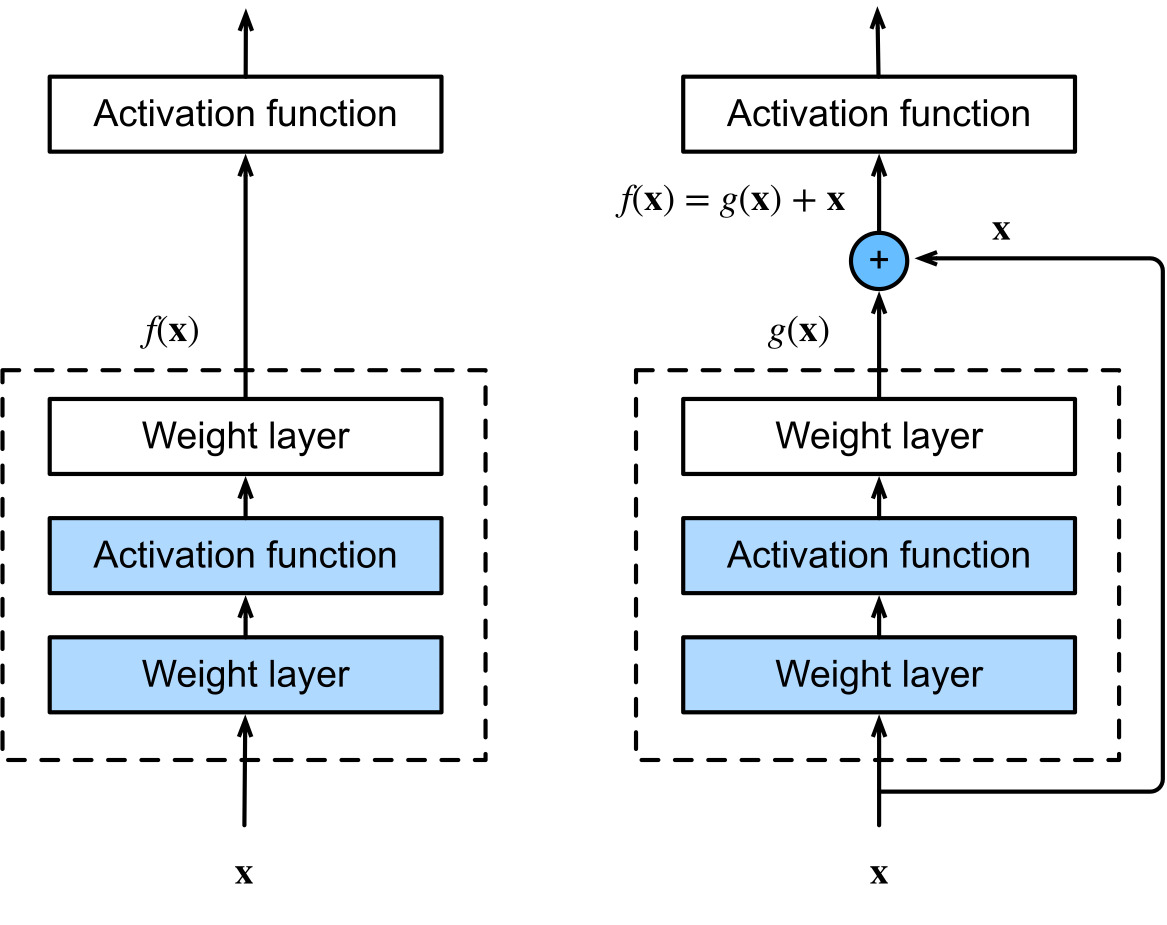 Activation function
f(x)
Weight layer
Activation function
Weight layer
x
Activation function
f(x) = g(x) + x
x
+
g(x)
Weight layer
Activation function
Weight layer
x